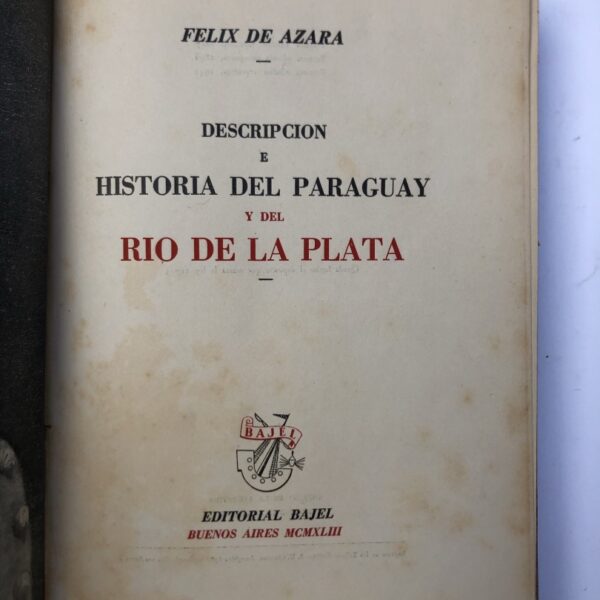 FELIX DE AZARA
DESCRIPCION
E
HISTORIA DEL PARAGUAY
Y DEL
RIO DE LA PLATA
BAJEL
EDITORIAL BAJEL
BUENOS AIRES MCMXLIII